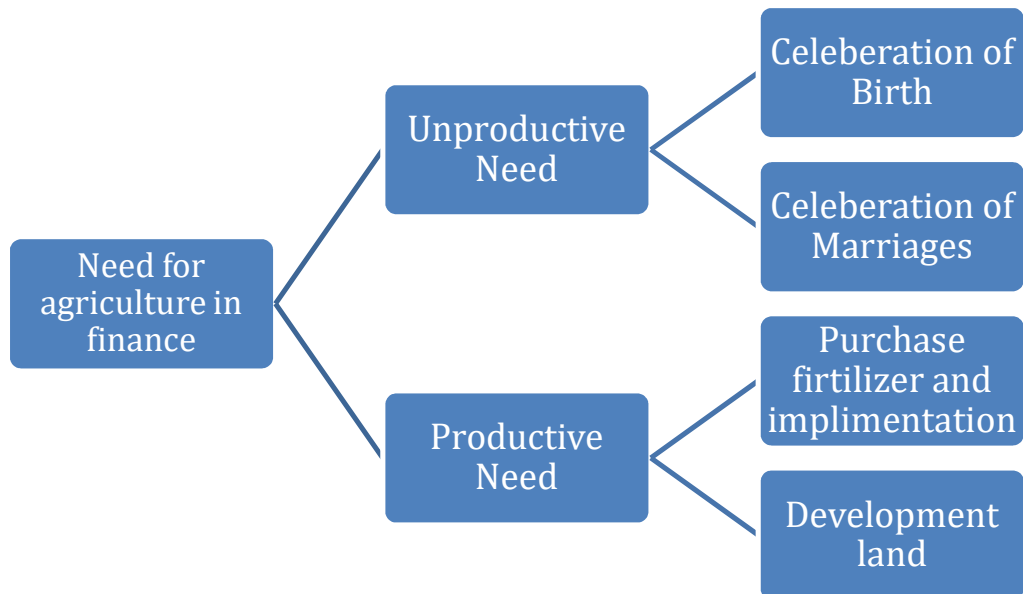 Need for
agriculture in
finance
Unproductive
Need
Celeberation of
Birth
Celeberation of
Marriages
Productive
Need
Purchase
firtilizer and
implimentation
Development
land